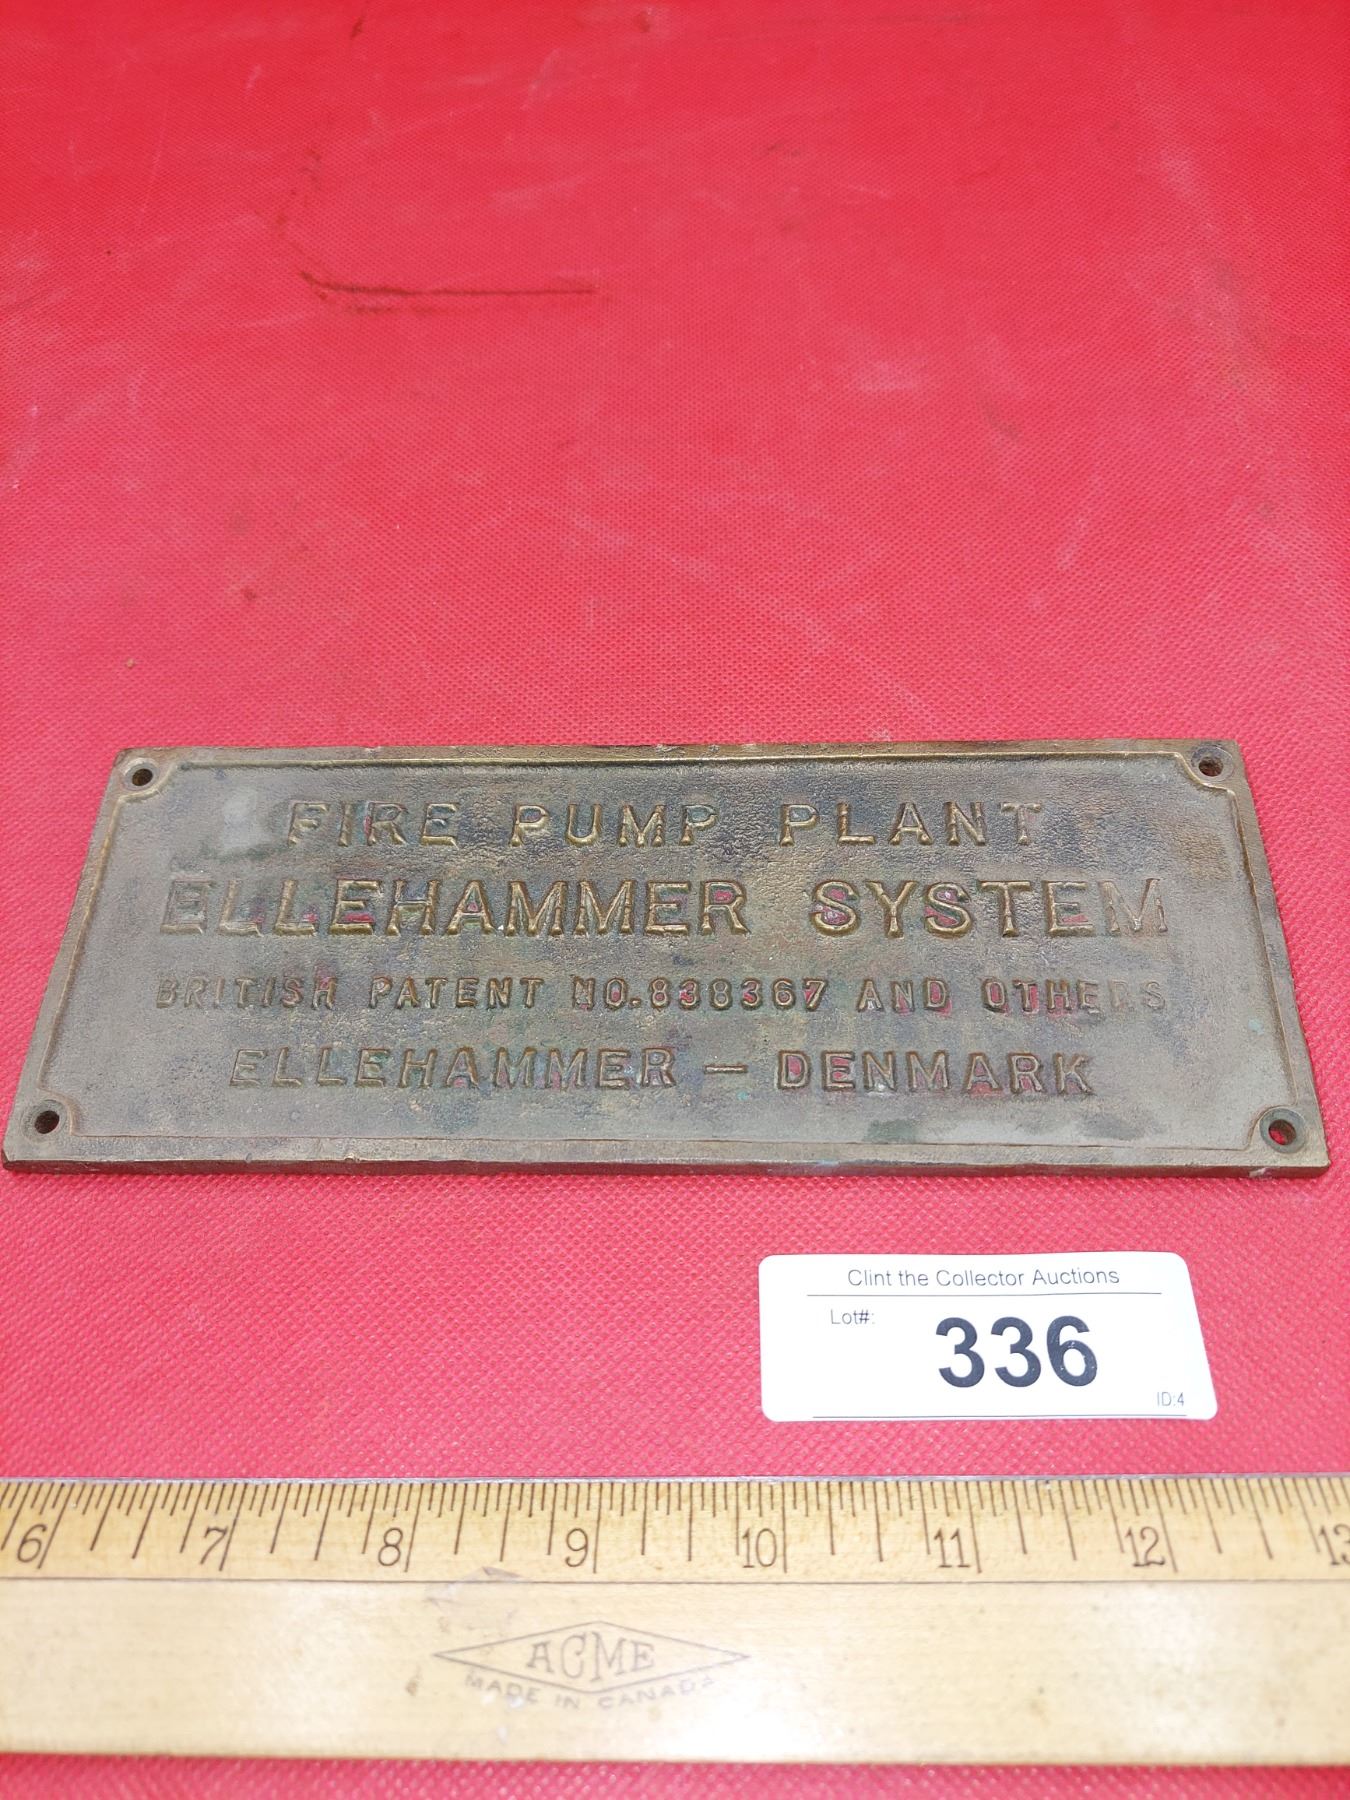 FIRE PUMP PLANT
ELLEHAMMER SYSTEM
BRITISH PATENT NO.838367 AND OTHERS
ELLEHAMMER — DENMARK
Clint the Collector Auctions
Lot#:
336
ID:4
6 7 8 9 10 11 12 13
ACME
MADE IN CANADA